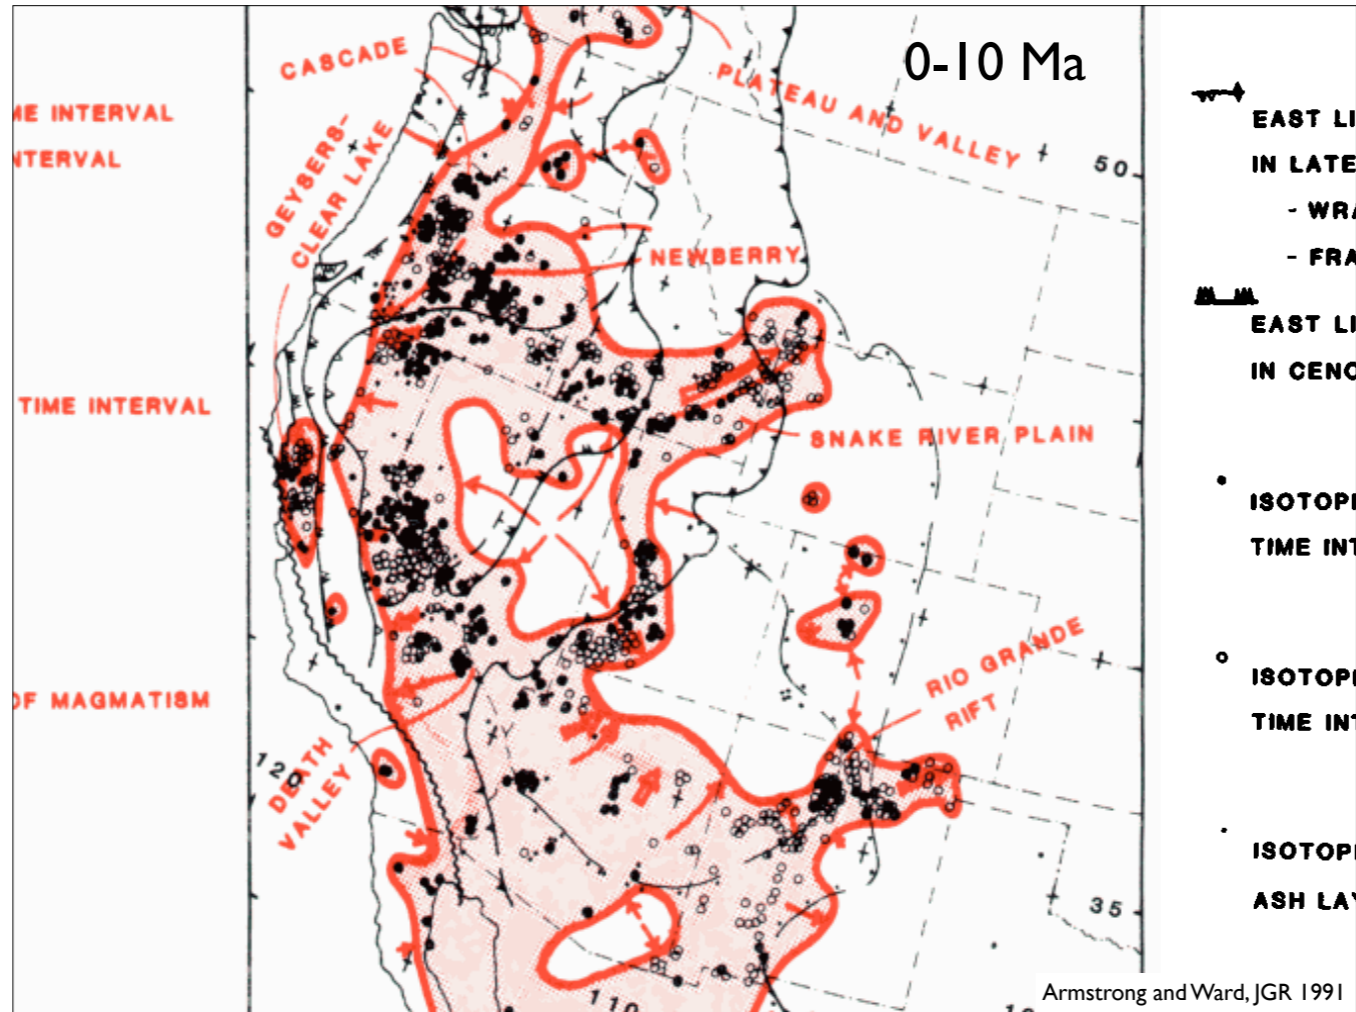 0-10 Ma
CASCADE
PLATEAU AND VALLEY
ME INTERVAL
NTERVAL
GEYSERS-
CLEAR LAKE
50
NEWBERRY
TIME INTERVAL
SNAKE RIVER PLAIN
OF MAGMATISM
RIO GRANDE
RIFT
120
DEATH
VALLEY
35
110
EAST LI
IN LATE
- WRA
- FRA
EAST LI
IN CENO
ISOTOPI
TIME INT
ISOTOPI
TIME INT
ISOTOPI
ASH LAY
Armstrong and Ward, JGR 1991